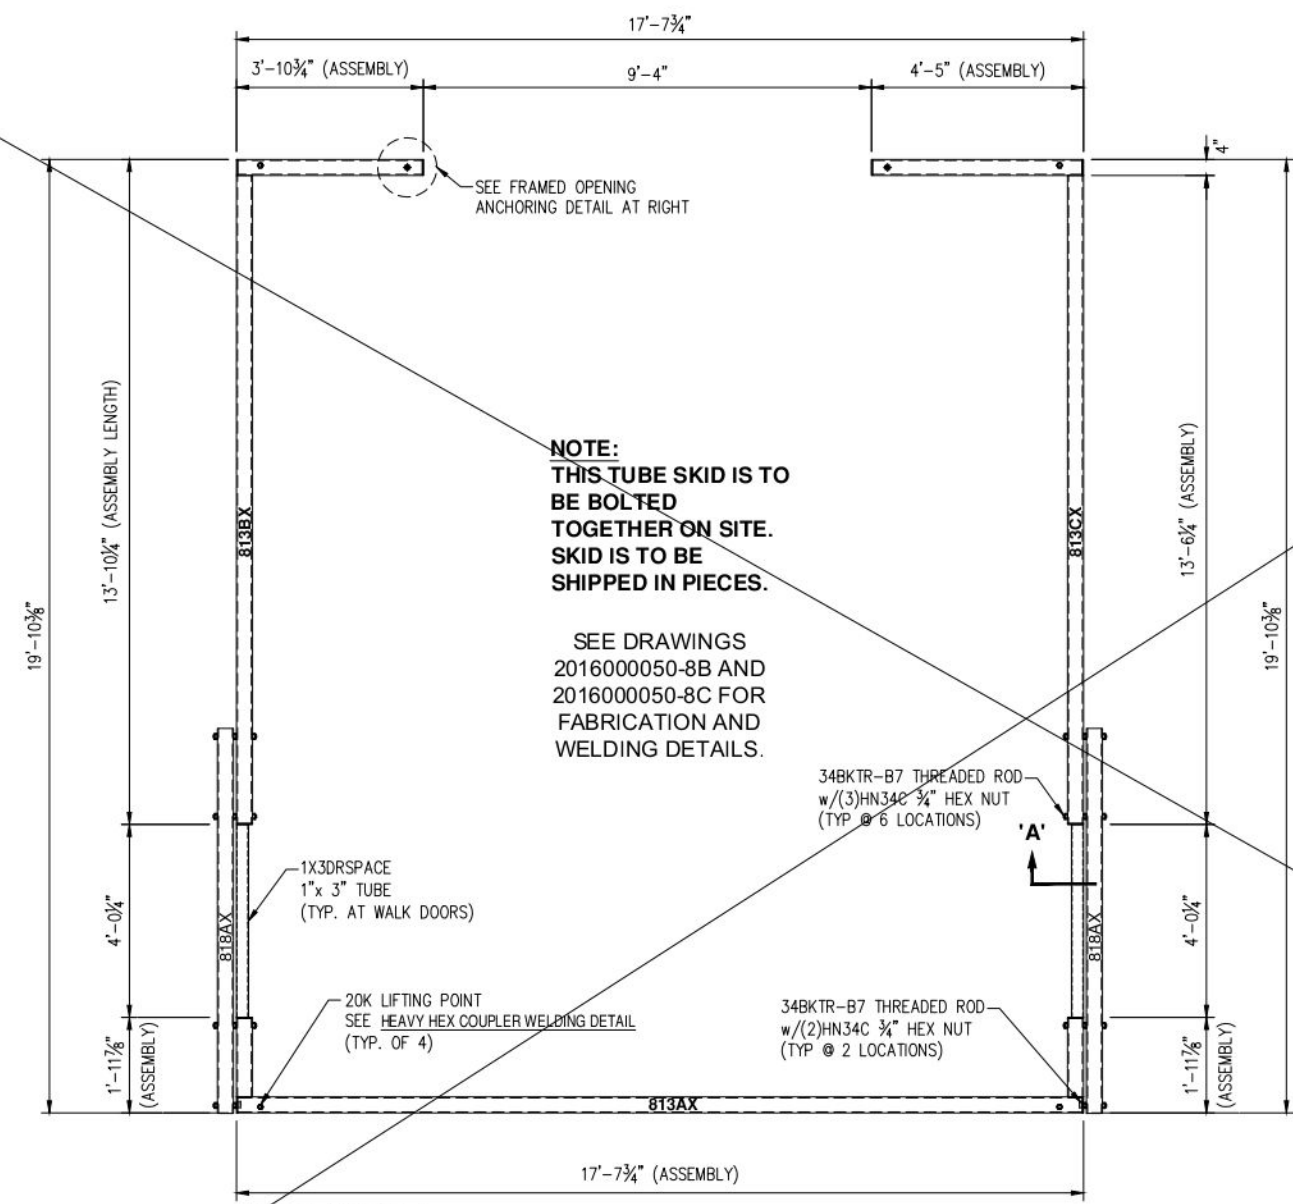 17'-7¾"
3'-10¾" (ASSEMBLY)
9'-4"
4'-5" (ASSEMBLY)
4"
SEE FRAMED OPENING
ANCHORING DETAIL AT RIGHT
13'-10¼" (ASSEMBLY LENGTH)
813BX
NOTE:
THIS TUBE SKID IS TO
BE BOLTED
TOGETHER ON SITE.
SKID IS TO BE
SHIPPED IN PIECES.
813CX
13'-6¼" (ASSEMBLY)
19'-10⅜"
19'-10⅜"
SEE DRAWINGS
2016000050-8B AND
2016000050-8C FOR
FABRICATION AND
WELDING DETAILS.
34BKTR-B7 THREADED ROD
w/(3)HN34C ¾" HEX NUT
(TYP @ 6 LOCATIONS)
'A'
1X3DRSPACE
1"x 3" TUBE
(TYP. AT WALK DOORS)
4'-0¼"
818AX
818AX
4'-0¼"
20K LIFTING POINT
SEE HEAVY HEX COUPLER WELDING DETAIL
(TYP. OF 4)
34BKTR-B7 THREADED ROD
w/(2)HN34C ¾" HEX NUT
(TYP @ 2 LOCATIONS)
1'-11⅞"
(ASSEMBLY)
1'-11⅞"
(ASSEMBLY)
813AX
17'-7¾" (ASSEMBLY)